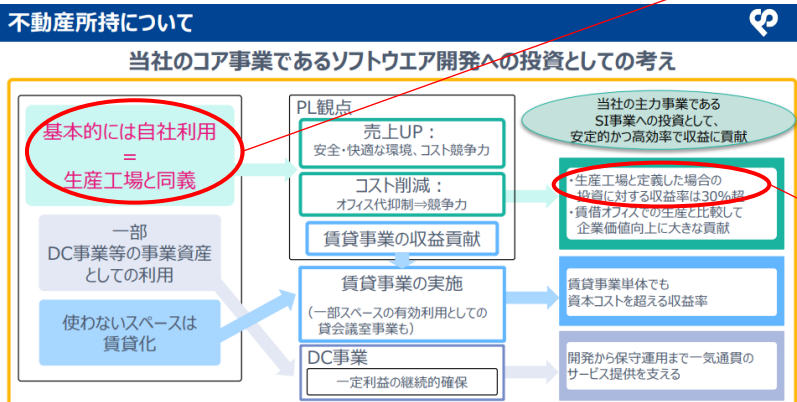 不動産所持について
当社のコア事業であるソフトウエア開発への投資としての考え
基本的には自社利用
=
生産工場と同義
一部
DC事業等の事業資産
としての利用
使わないスペースは
賃貸化
PL観点
売上UP：
安全・快適な環境、コスト競争力
コスト削減：
オフィス代抑制⇒競争力
賃貸事業の収益貢献
賃貸事業の実施
（一部スペースの有効利用としての
貸会議室事業も）
DC事業
一定利益の継続的確保
当社の主力事業である
SI事業への投資として、
安定的かつ高効率で収益に貢献
・生産工場と定義した場合の
投資に対する収益率は30%超
・賃借オフィスでの生産と比較して
企業価値向上に大きな貢献
賃貸事業単体でも
資本コストを超える収益率
開発から保守運用まで一気通貫の
サービス提供を支える